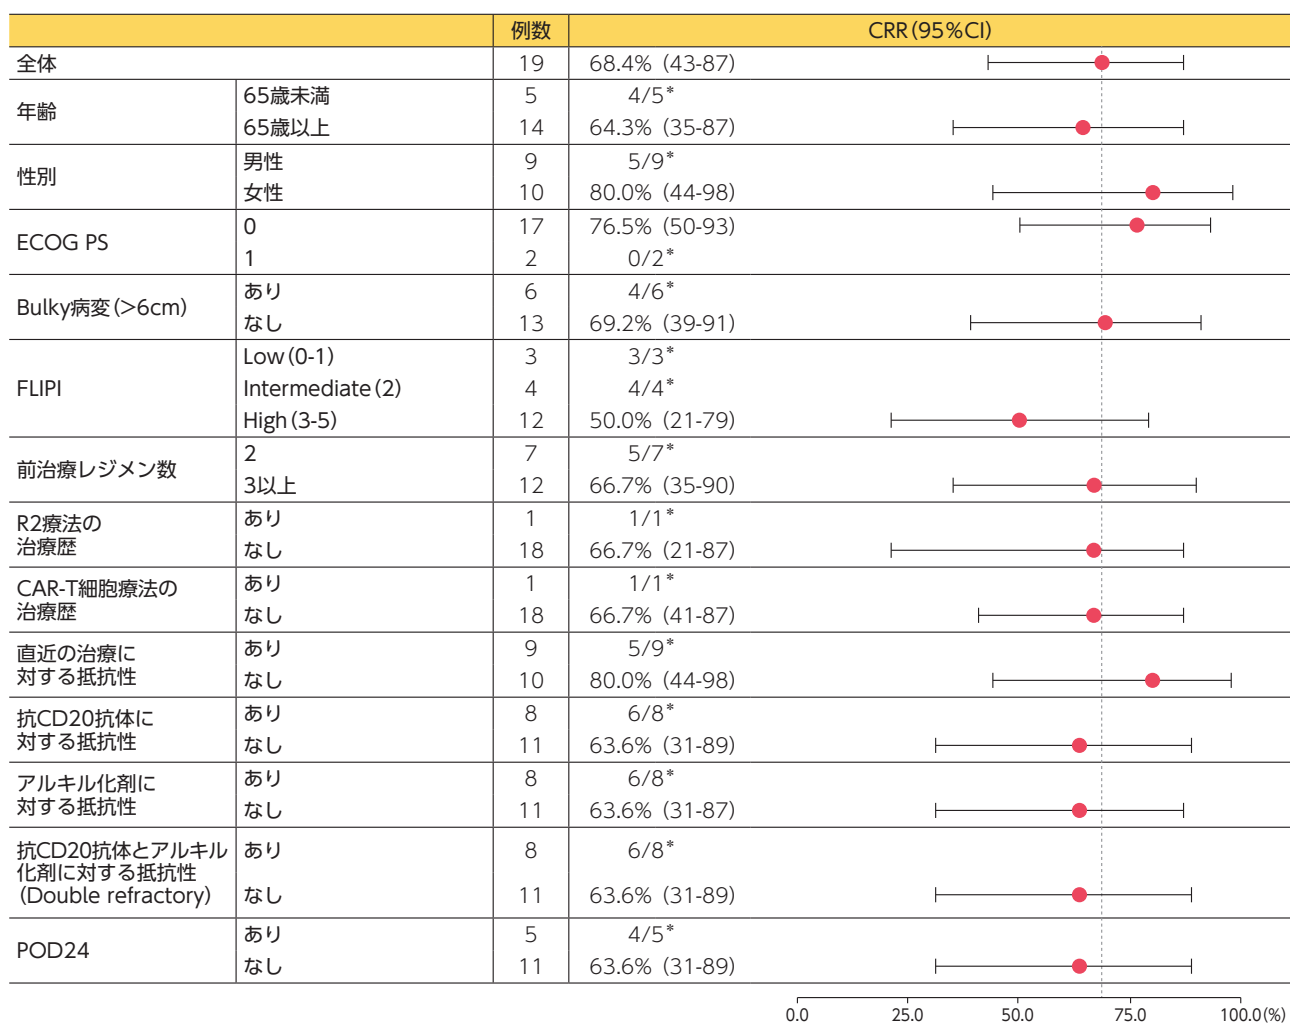 例数 CRR(95%CI)
全体 19 68.4% (43-87)
年齢 65歳未満 5 4/5*
65歳以上 14 64.3% (35-87)
性別 男性 9 5/9*
女性 10 80.0% (44-98)
ECOG PS 0 17 76.5% (50-93)
1 2 0/2*
Bulky病変(>6cm) あり 6 4/6*
なし 13 69.2% (39-91)
FLIPI Low(0-1) 3 3/3*
Intermediate(2) 4 4/4*
High(3-5) 12 50.0% (21-79)
前治療レジメン数 2 7 5/7*
3以上 12 66.7% (35-90)
R2療法の
治療歴 あり 1 1/1*
なし 18 66.7% (21-87)
CAR-T細胞療法の
治療歴 あり 1 1/1*
なし 18 66.7% (41-87)
直近の治療に
対する抵抗性 あり 9 5/9*
なし 10 80.0% (44-98)
抗CD20抗体に
対する抵抗性 あり 8 6/8*
なし 11 63.6% (31-89)
アルキル化剤に
対する抵抗性 あり 8 6/8*
なし 11 63.6% (31-87)
抗CD20抗体とアルキル
化剤に対する抵抗性
(Double refractory) あり 8 6/8*
なし 11 63.6% (31-89)
POD24 あり 5 4/5*
なし 11 63.6% (31-89)
0.0 25.0 50.0 75.0 100.0(%)